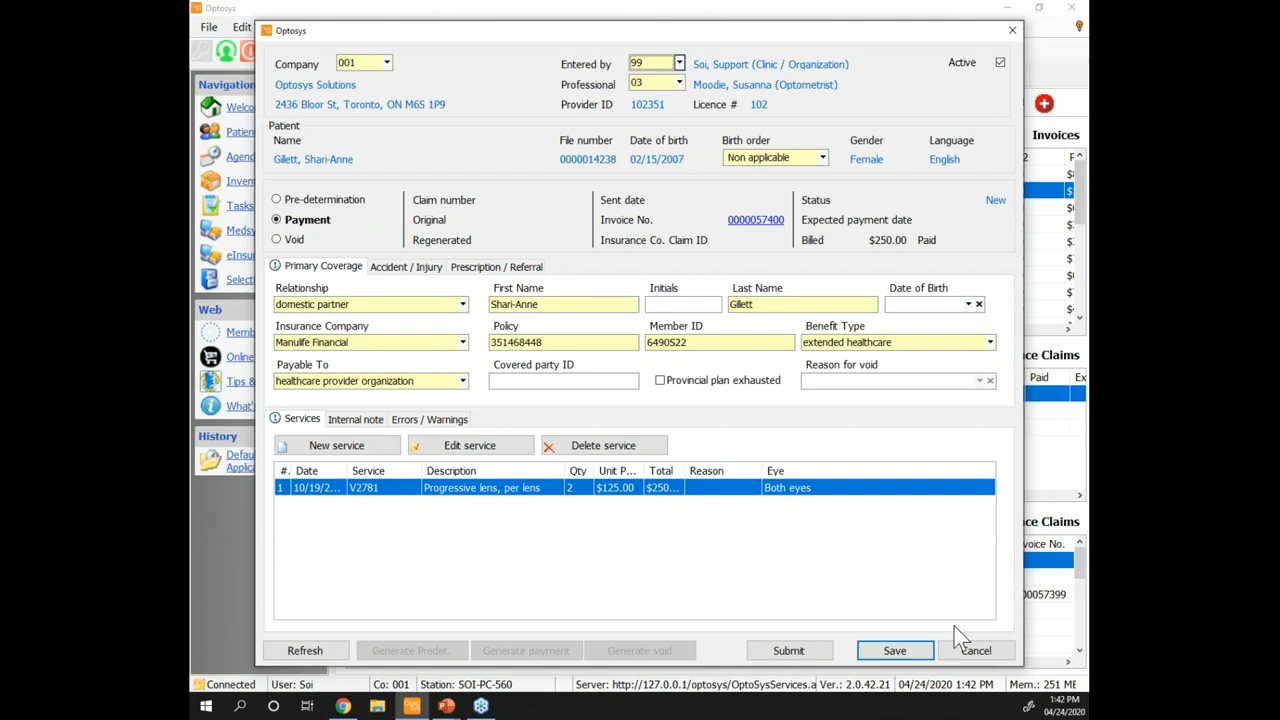 Optosys
File Edit
Optosys
Company 001 Entered by 99 Soi, Support (Clinic / Organization) Active
Optosys Solutions Professional 03 Moodie, Susanna (Optometrist)
2436 Bloor St, Toronto, ON M6S 1P9 Provider ID 102351 Licence # 102
Patient
Name File number Date of birth Birth order Gender Language
Gillett, Shari-Anne 0000014238 02/15/2007 Non applicable Female English
Pre-determination Claim number Sent date Status New
Payment Original Invoice No. 0000057400 Expected payment date
Void Regenerated Insurance Co. Claim ID Billed $250.00 Paid
Primary Coverage Accident / Injury Prescription / Referral
Relationship First Name Initials Last Name Date of Birth
domestic partner Shari-Anne Gillett
Insurance Company Policy Member ID Benefit Type
Manulife Financial 351468448 6490S22 extended healthcare
Payable To Covered party ID Reason for void
healthcare provider organization Provincial plan exhausted
Services Internal note Errors / Warnings
New service Edit service Delete service
#. Date Service Description Qty Unit P... Total Reason Eye
1 10/19/2... V2781 Progressive lens, per lens 2 $125.00 $250... Both eyes
Refresh Generate Predet. Generate payment Generate void Submit Save Cancel
Navigation
Welco
Patien
Agend
Invent
Tasks
Medsy
eInsur
Selecti
Web
Memb
Online
Tips &
What's
History
Defau
Applica
Invoices
2 P
$
$
$
$
$
$
$
$
ce Claims
Paid Ex
ce Claims
voice No.
00057399
Connected User: Soi Co: 001 Station: SOI-PC-560 Server: http://127.0.0.1/optosys/OptoSysServices.a Ver.: 2.0.42.21 04/24/2020 1:42 PM Mem.: 251 ME
1:42 PM
04/24/2020